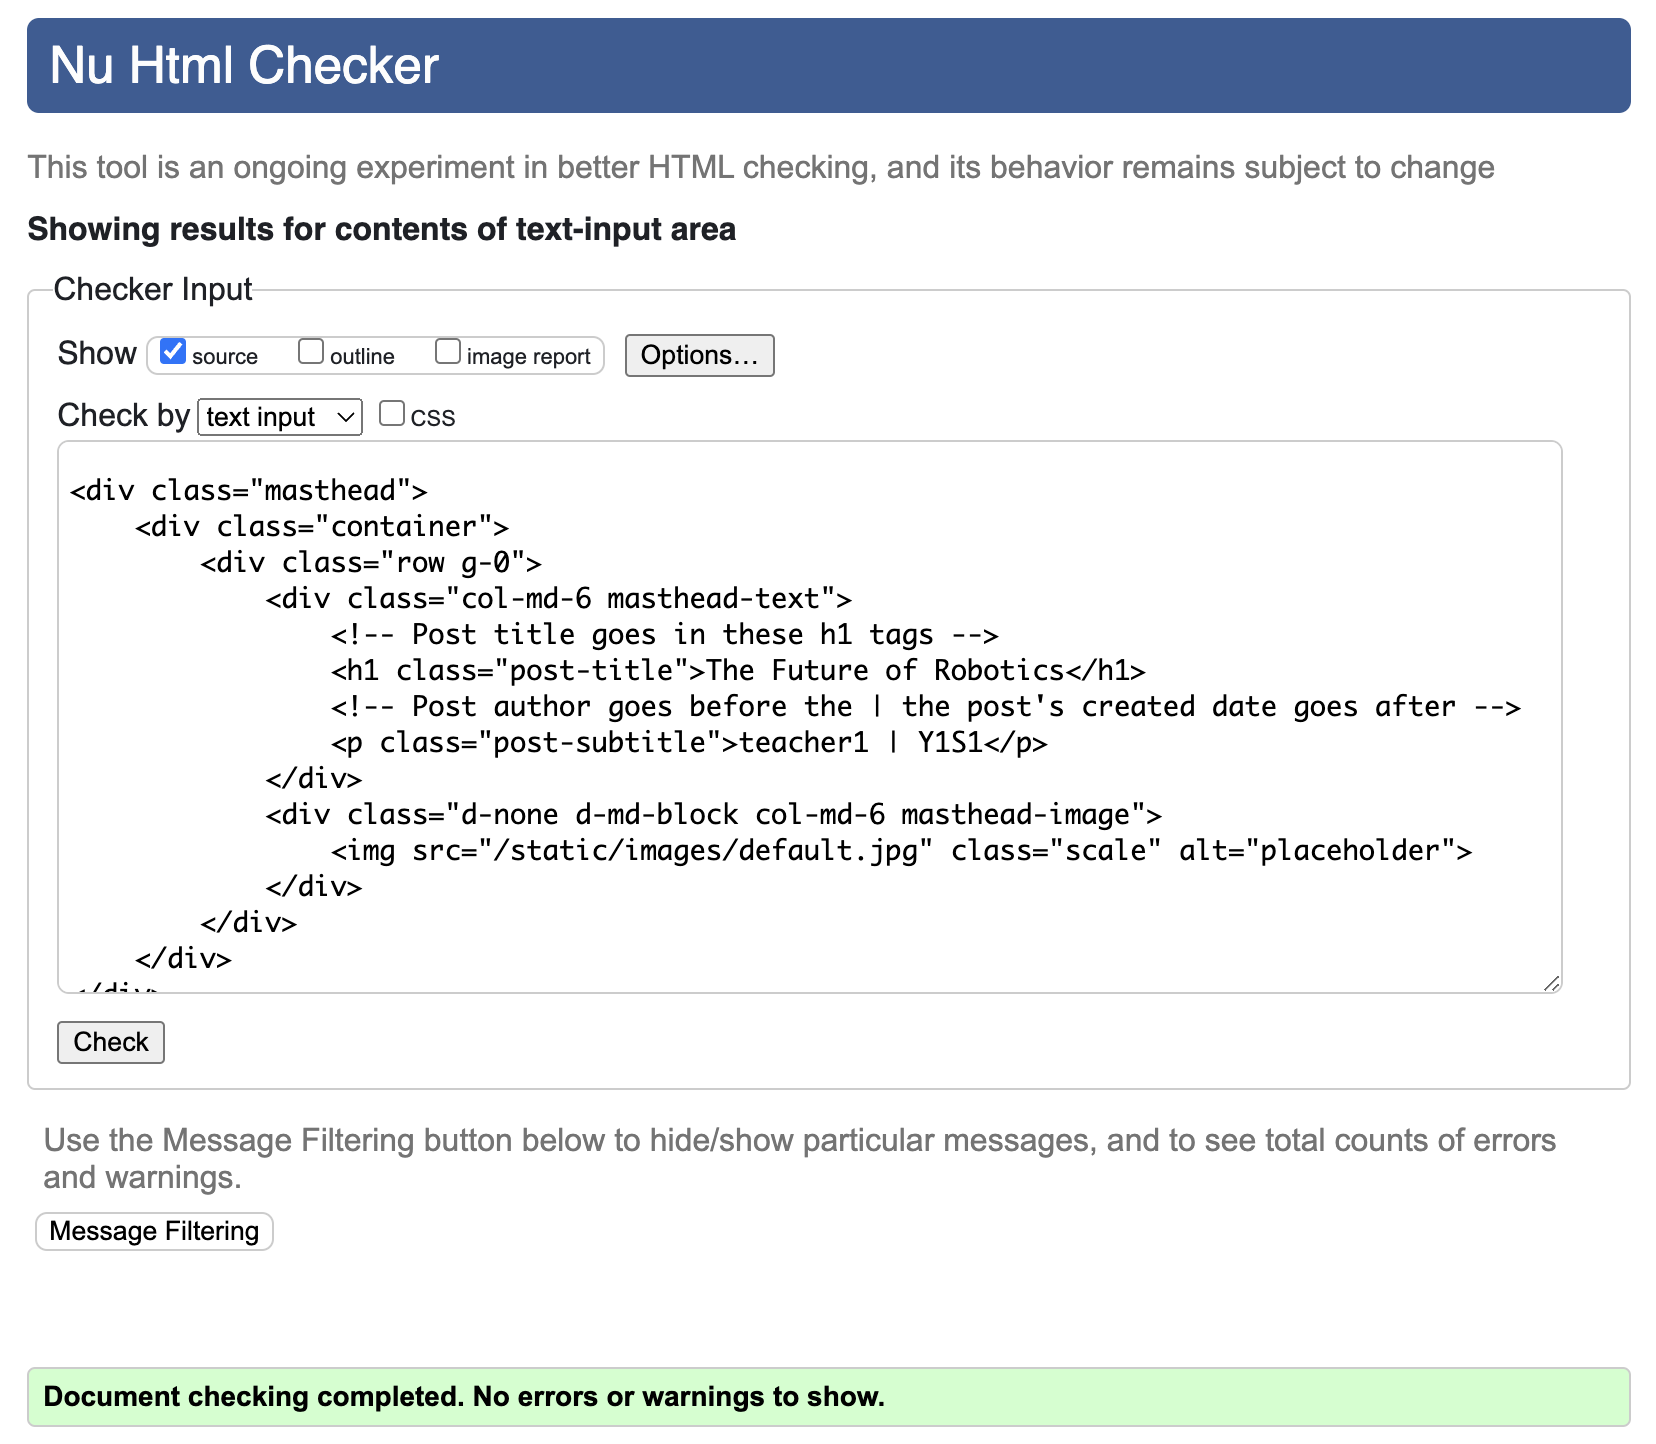 Nu Html Checker
This tool is an ongoing experiment in better HTML checking, and its behavior remains subject to change
Showing results for contents of text-input area
Checker Input
Show source outline image report Options...
Check by text input css
<div class="masthead">
    <div class="container">
        <div class="row g-0">
            <div class="col-md-6 masthead-text">
                <!-- Post title goes in these h1 tags -->
                <h1 class="post-title">The Future of Robotics</h1>
                <!-- Post author goes before the | the post's created date goes after -->
                <p class="post-subtitle">teacher1 | Y1S1</p>
            </div>
            <div class="d-none d-md-block col-md-6 masthead-image">
                <img src="/static/images/default.jpg" class="scale" alt="placeholder">
            </div>
        </div>
    </div>
</div>
Check
Use the Message Filtering button below to hide/show particular messages, and to see total counts of errors
and warnings.
Message Filtering
Document checking completed. No errors or warnings to show.